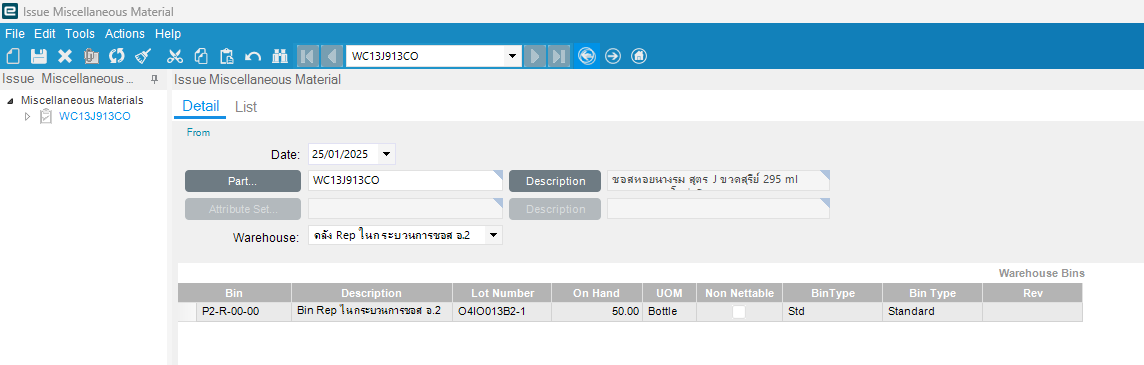 Issue Miscellaneous Material
File Edit Tools Actions Help
WC13J913CO
Issue Miscellaneous...
Issue Miscellaneous Material
Miscellaneous Materials
WC13J913CO
Detail List
From
Date: 25/01/2025
Part... WC13J913CO Description ซอสหอยนางรม สูตร J ขวดสุรีย์ 295 ml
Attribute Set... Description
Warehouse: คลัง Rep ในกระบวนการซอส อ.2
Warehouse Bins
Bin Description Lot Number On Hand UOM Non Nettable BinType Bin Type Rev
P2-R-00-00 Bin Rep ในกระบวนการซอส อ.2 O4IO013B2-1 50.00 Bottle Std Standard